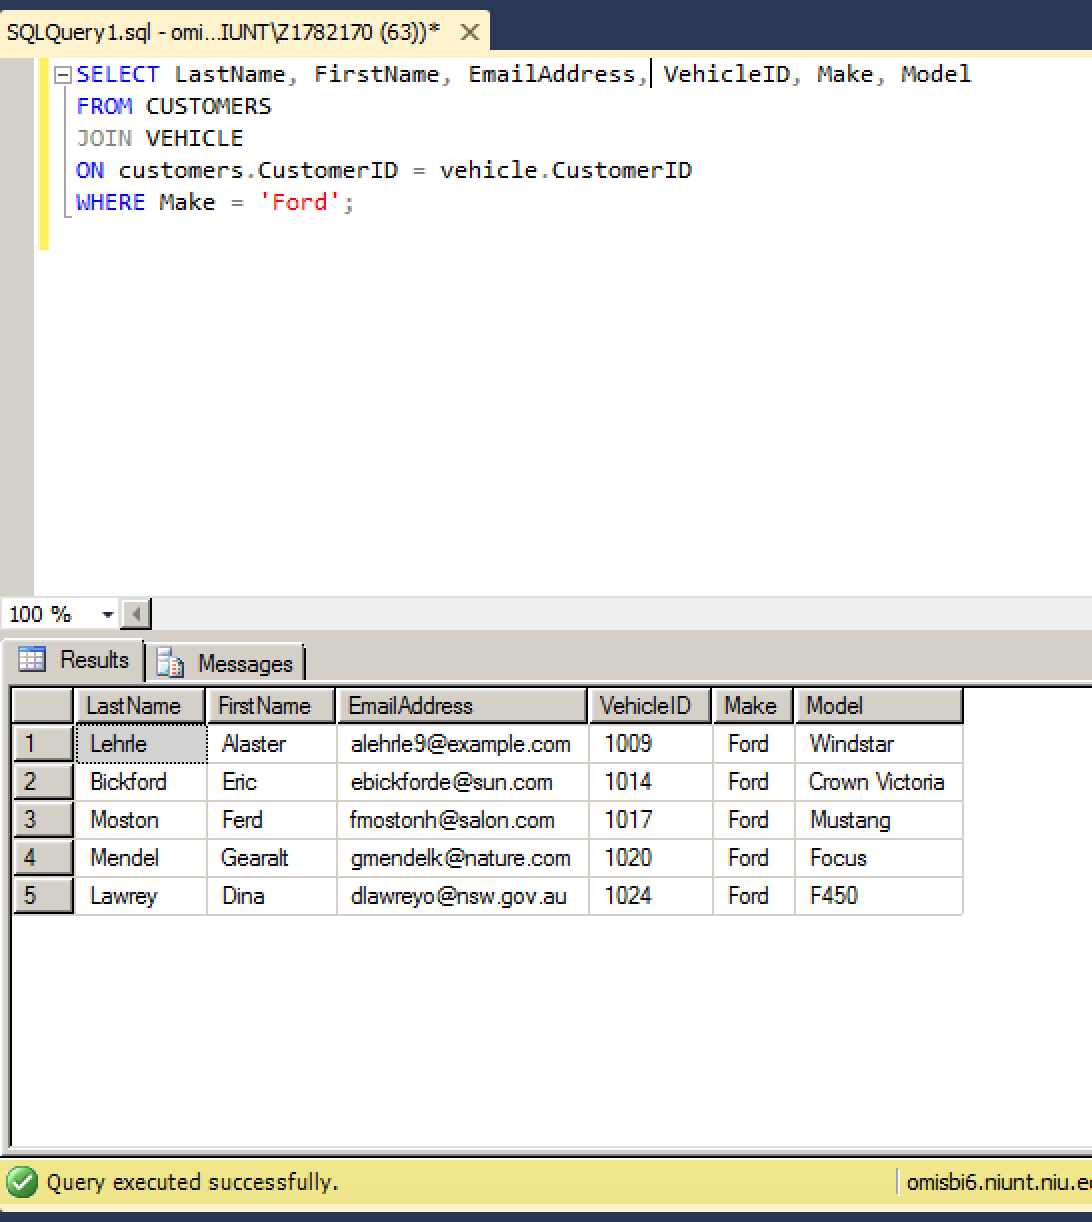 SQLQuery1.sql - omi...IUNT\Z1782170 (63))*
SELECT LastName, FirstName, EmailAddress, VehicleID, Make, Model
FROM CUSTOMERS
JOIN VEHICLE
ON customers.CustomerID = vehicle.CustomerID
WHERE Make = 'Ford';
100 %
Results Messages
LastName FirstName EmailAddress VehicleID Make Model
1 Lehrle Alaster alehrle9@example.com 1009 Ford Windstar
2 Bickford Eric ebickforde@sun.com 1014 Ford Crown Victoria
3 Moston Ferd fmostonh@salon.com 1017 Ford Mustang
4 Mendel Gearalt gmendelk@nature.com 1020 Ford Focus
5 Lawrey Dina dlawreyo@nsw.gov.au 1024 Ford F450
Query executed successfully. omisbi6.niunt.niu.e